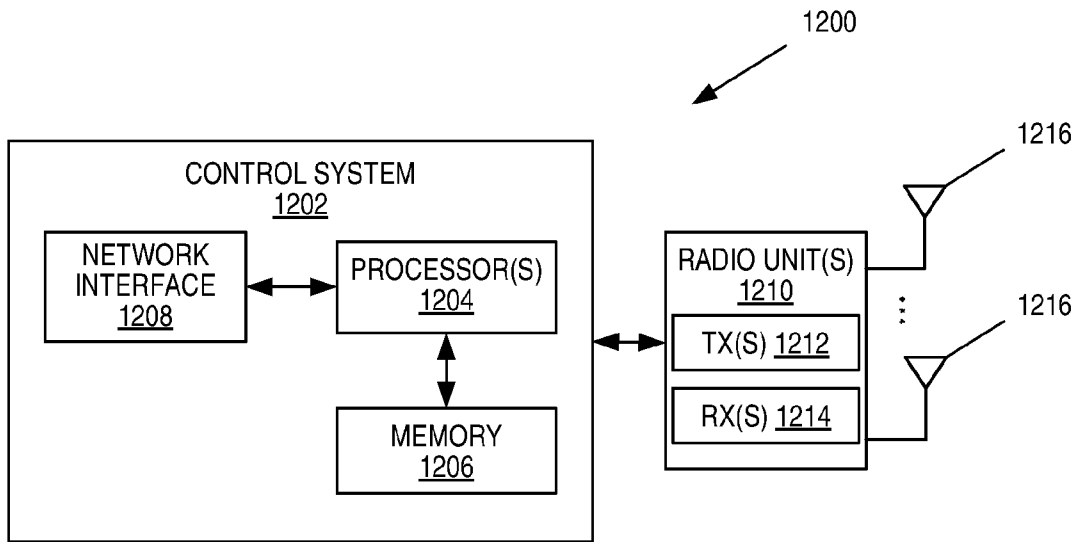 1200
1216
CONTROL SYSTEM
1202
NETWORK
INTERFACE
1208
PROCESSOR(S)
1204
MEMORY
1206
RADIO UNIT(S)
1210
TX(S) 1212
RX(S) 1214
1216